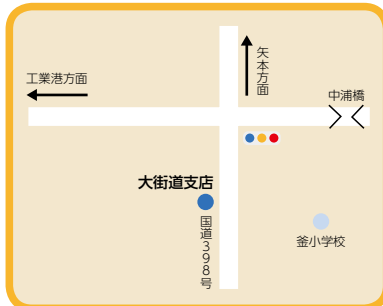 工業港方面
矢本方面
中浦橋
大街道支店
国道398号
釜小学校